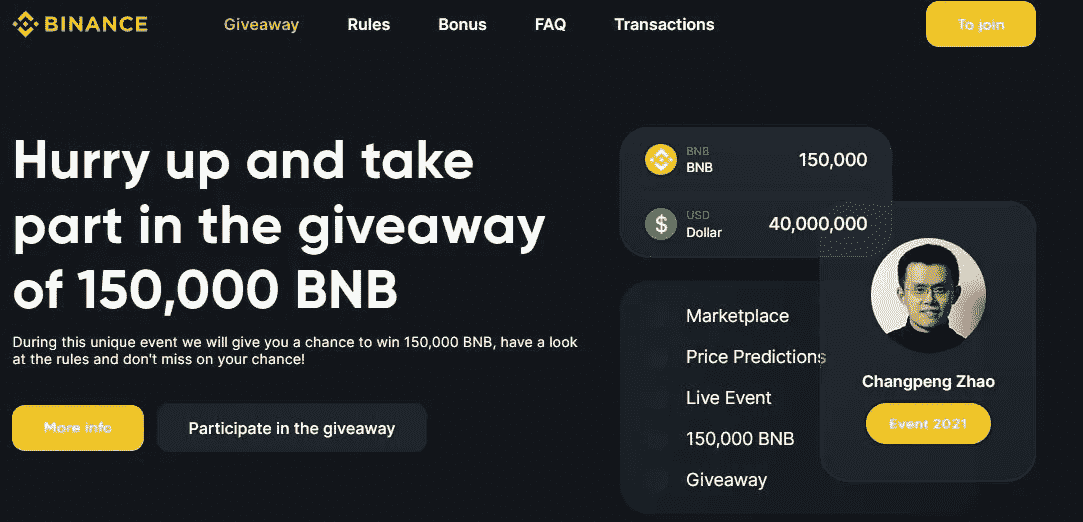 BINANCE
Giveaway
Rules
Bonus
FAQ
Transactions
To join
Hurry up and take
part in the giveaway
of 150,000 BNB
During this unique event we will give you a chance to win 150,000 BNB, have a look
at the rules and don't miss on your chance!
More info
Participate in the giveaway
BNB
BNB
150,000
$
USD
Dollar
40,000,000
Marketplace
Price Predictions
Live Event
150,000 BNB
Giveaway
Changpeng Zhao
Event 2021